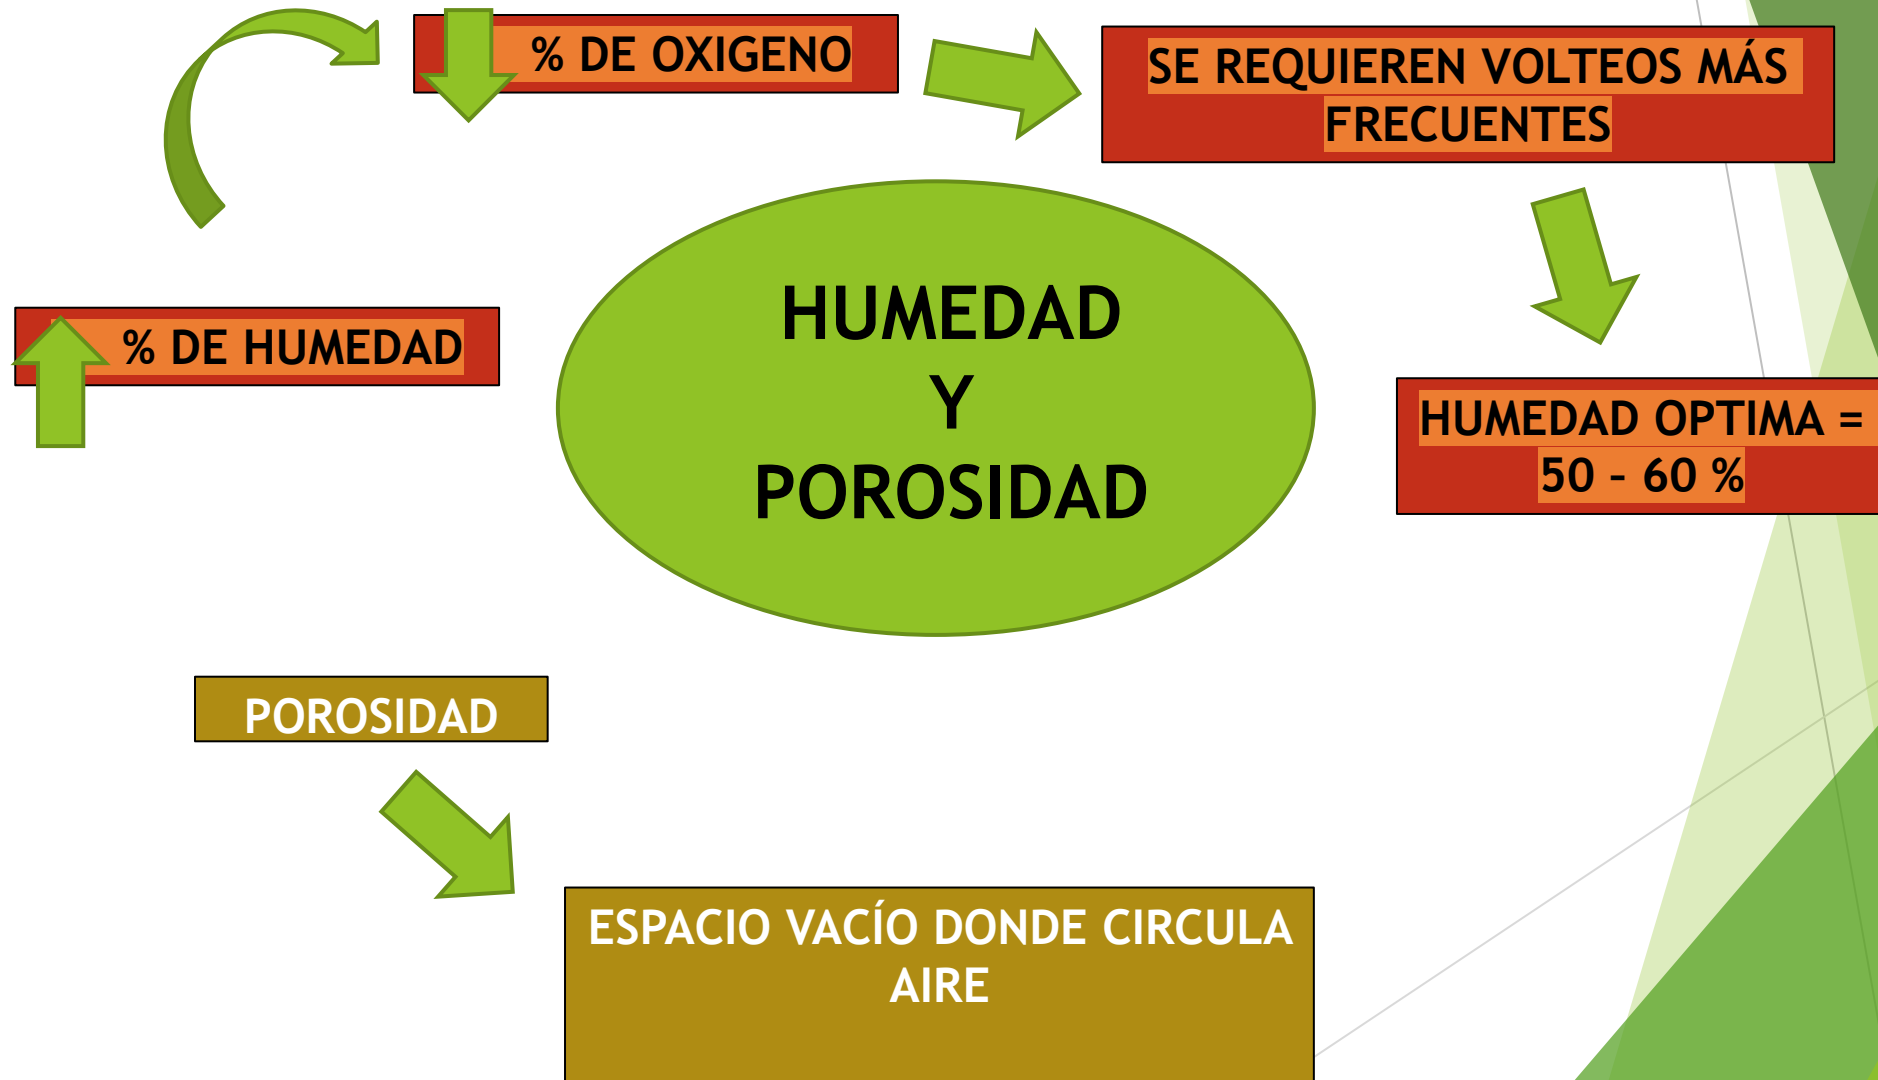 % DE OXIGENO
SE REQUIEREN VOLTEOS MÁS
FRECUENTES
% DE HUMEDAD
HUMEDAD
Y
POROSIDAD
HUMEDAD OPTIMA =
50 – 60 %
POROSIDAD
ESPACIO VACÍO DONDE CIRCULA
AIRE